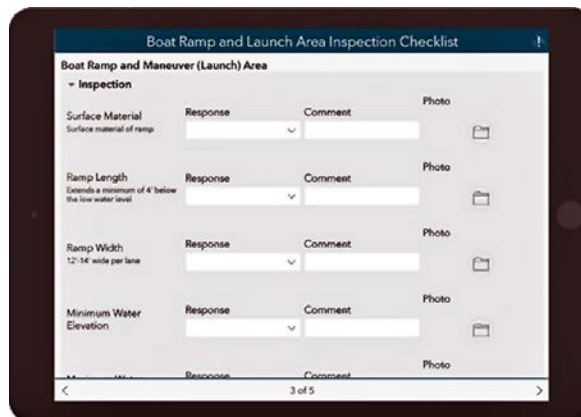 Boat Ramp and Launch Area Inspection Checklist
Boat Ramp and Maneuver (Launch) Area
Inspection
Photo
Surface Material Response Comment
Surface material of ramp
Photo
Ramp Length Response Comment
Extends a minimum of 4' below
the low water level
Photo
Ramp Width Response Comment
12'-14' wide per lane
Photo
Minimum Water Response Comment
Elevation
Photo
Response Comment
3 of 5